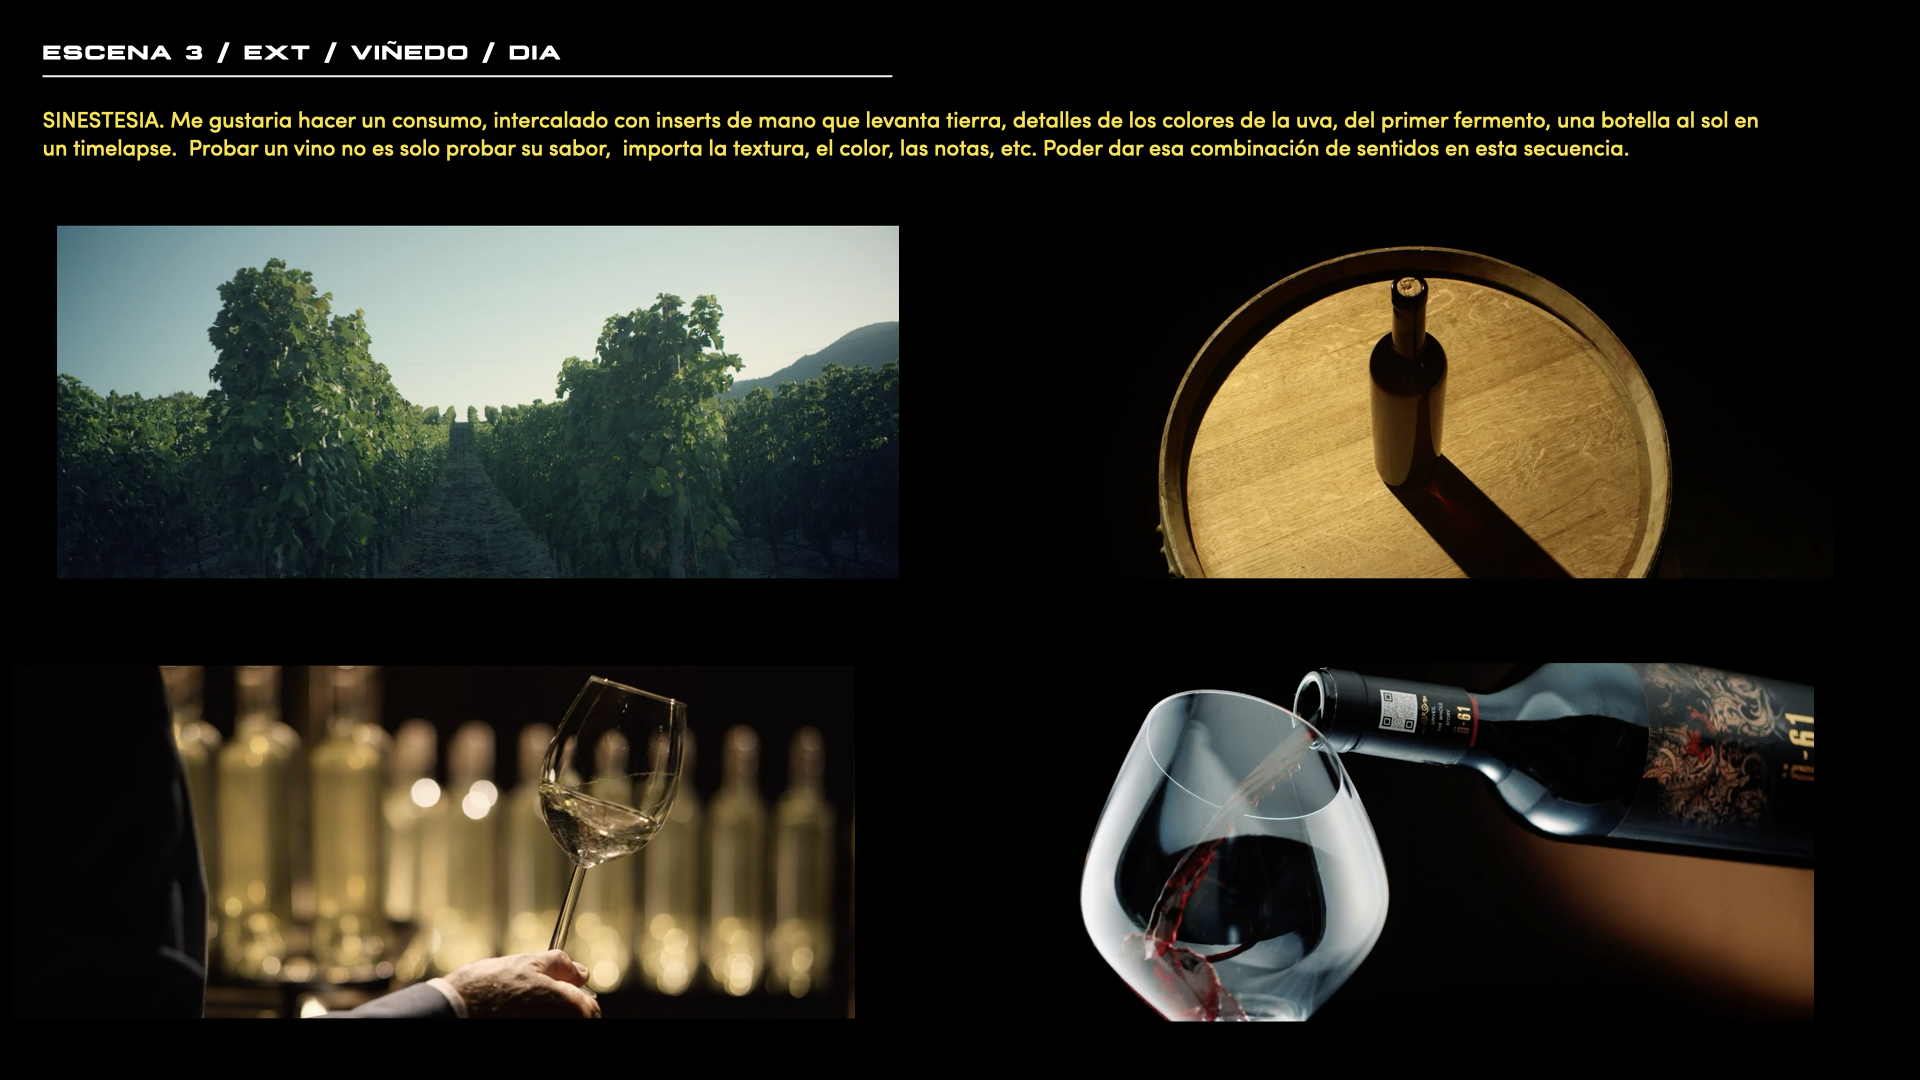 ESCENA 3 / EXT / VIÑEDO / DIA
SINESTESIA. Me gustaria hacer un consumo, intercalado con inserts de mano que levanta tierra, detalles de los colores de la uva, del primer fermento, una botella al sol en
un timelapse.  Probar un vino no es solo probar su sabor,  importa la textura, el color, las notas, etc. Poder dar esa combinación de sentidos en esta secuencia.